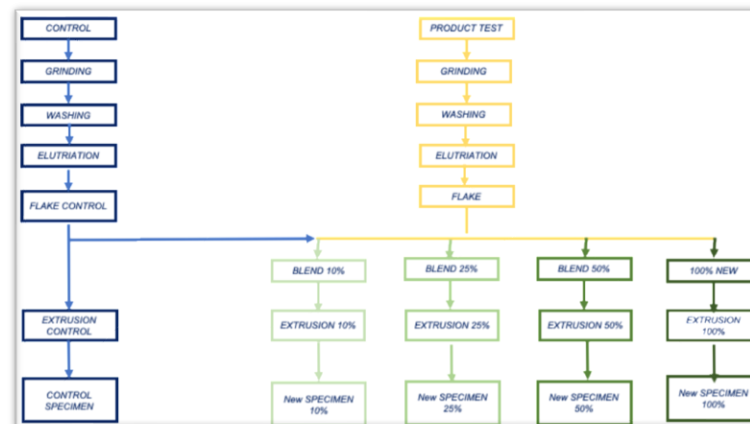 CONTROL
PRODUCT TEST
GRINDING
GRINDING
WASHING
WASHING
ELUTRIATION
ELUTRIATION
FLAKE CONTROL
FLAKE
BLEND 10%
BLEND 25%
BLEND 50%
100% NEW
EXTRUSION
CONTROL
EXTRUSION 10%
EXTRUSION 25%
EXTRUSION 50%
EXTRUSION
100%
CONTROL
SPECIMEN
New SPECIMEN
10%
New SPECIMEN
25%
New SPECIMEN
50%
New SPECIMEN
100%